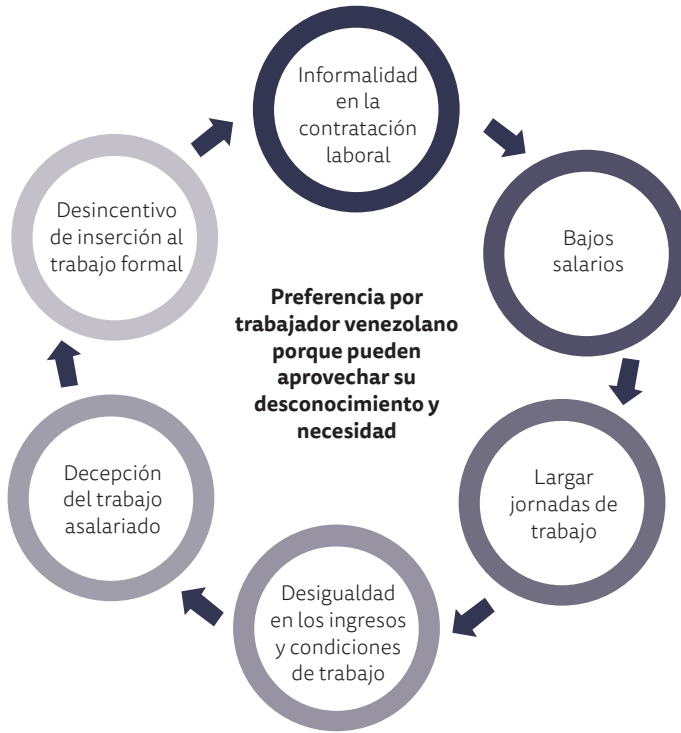 Informalidad
en la
contratación
laboral
Bajos
salarios
Largar
jornadas de
trabajo
Desigualdad
en los ingresos
y condiciones
de trabajo
Decepción
del trabajo
asalariado
Desincentivo
de inserción al
trabajo formal
Preferencia por
trabajador venezolano
porque pueden
aprovechar su
desconocimiento y
necesidad